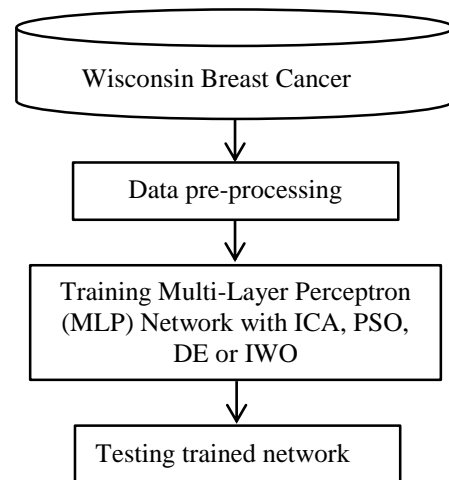 Wisconsin Breast Cancer
Data pre-processing
Training Multi-Layer Perceptron
(MLP) Network with ICA, PSO,
DE or IWO
Testing trained network